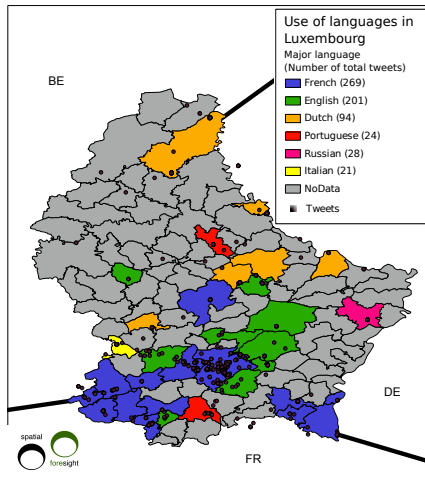 Use of languages in
Luxembourg
Major language
(Number of total tweets)
French (269)
English (201)
Dutch (94)
Portuguese (24)
Russian (28)
Italian (21)
NoData
Tweets
BE
DE
FR
spatial
foresight